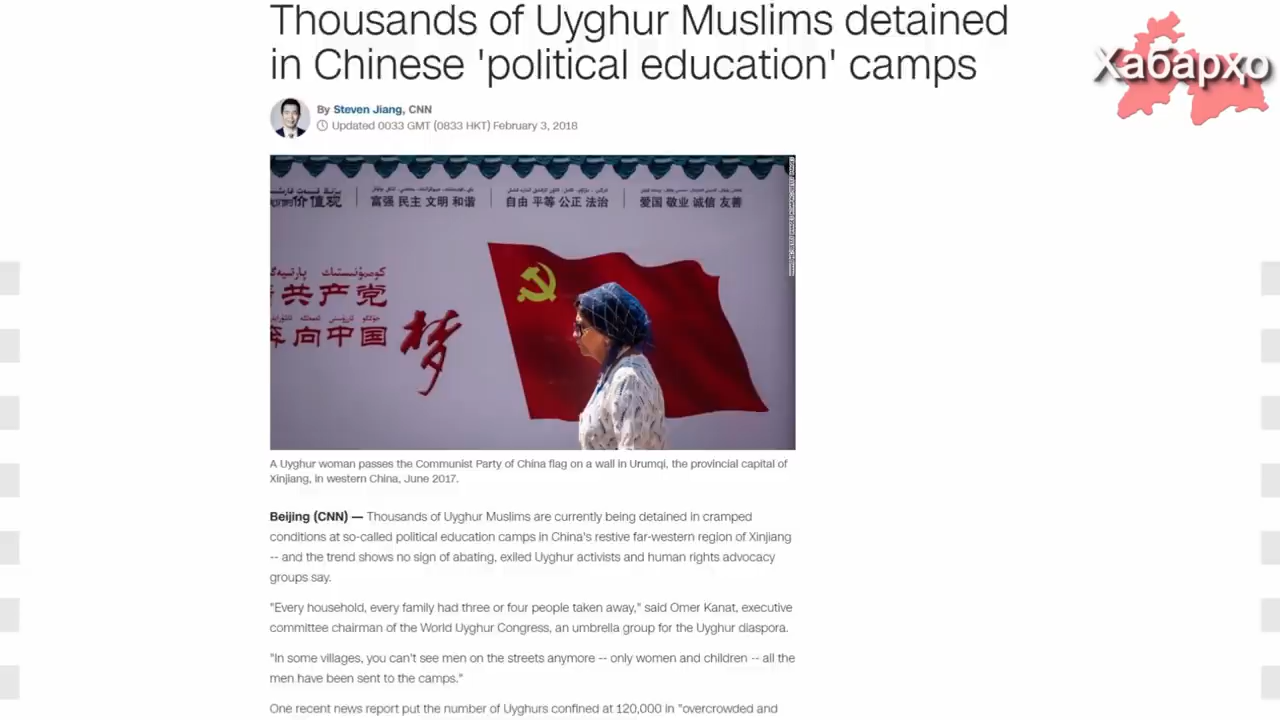 Thousands of Uyghur Muslims detained
in Chinese 'political education' camps
Хабарҳо
By Steven Jiang, CNN
Updated 0033 GMT (0833 HKT) February 3, 2018
价值观
富强 民主 文明 和谐
自由 平等 公正 法治
爱国 敬业 诚信 友善
كوممۇنىستىك پارتىيە
共产党
向中国
梦
A Uyghur woman passes the Communist Party of China flag on a wall in Urumqi, the provincial capital of
Xinjiang, in western China, June 2017.
Beijing (CNN) — Thousands of Uyghur Muslims are currently being detained in cramped
conditions at so-called political education camps in China's restive far-western region of Xinjiang
-- and the trend shows no sign of abating, exiled Uyghur activists and human rights advocacy
groups say.
"Every household, every family had three or four people taken away," said Omer Kanat, executive
committee chairman of the World Uyghur Congress, an umbrella group for the Uyghur diaspora.
"In some villages, you can't see men on the streets anymore -- only women and children -- all the
men have been sent to the camps."
One recent news report put the number of Uyghurs confined at 120,000 in "overcrowded and